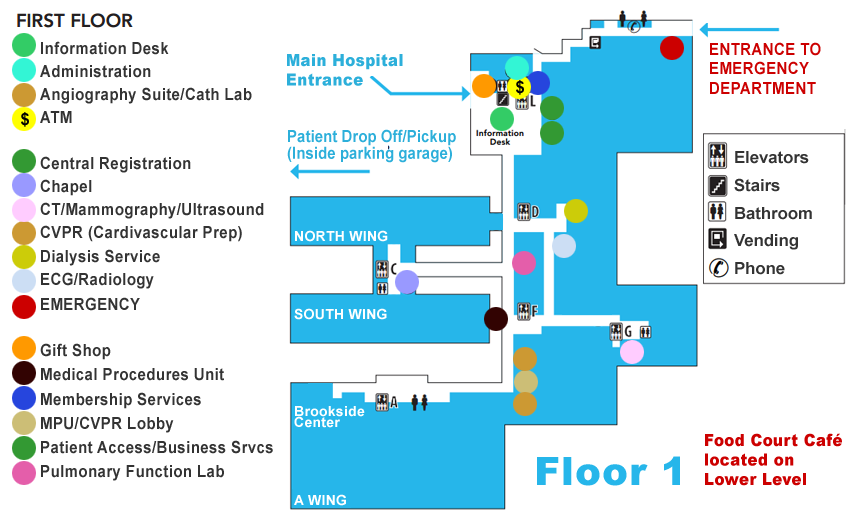 FIRST FLOOR
Information Desk
Administration
Angiography Suite/Cath Lab
$ ATM
Central Registration
Chapel
CT/Mammography/Ultrasound
CVPR (Cardivascular Prep)
Dialysis Service
ECG/Radiology
EMERGENCY
Gift Shop
Medical Procedures Unit
Membership Services
MPU/CVPR Lobby
Patient Access/Business Srvcs
Pulmonary Function Lab
Main Hospital
Entrance
Patient Drop Off/Pickup
(Inside parking garage)
$
L
Information
Desk
ENTRANCE TO
EMERGENCY
DEPARTMENT
Elevators
Stairs
Bathroom
Vending
Phone
D
NORTH WING
C
SOUTH WING
F
G
Brookside
Center
A
A WING
Floor 1
Food Court Café
located on
Lower Level